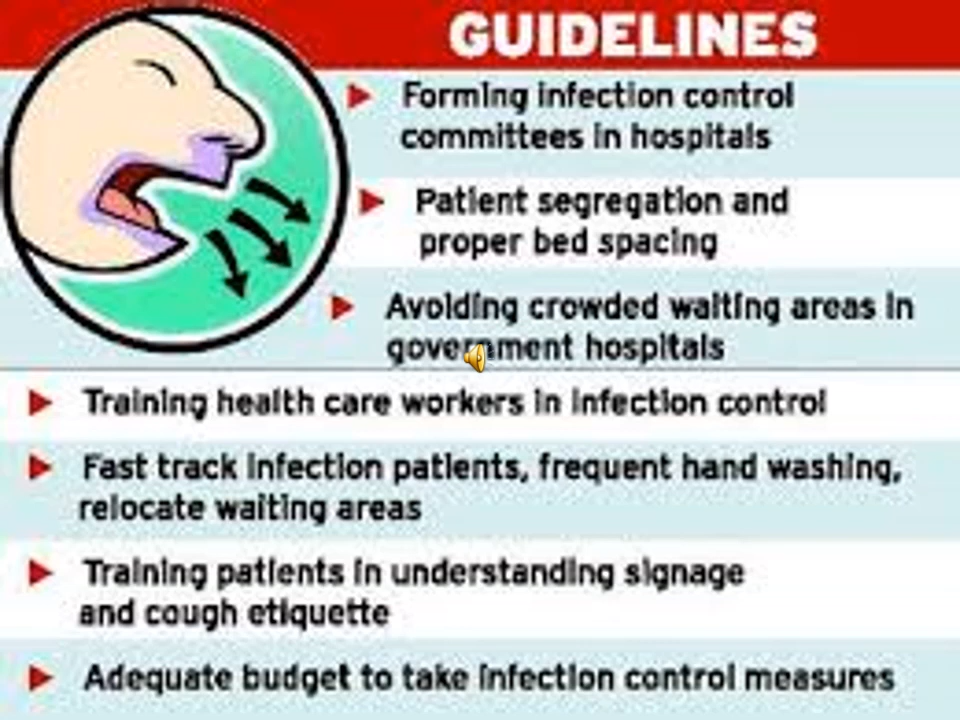 GUIDELINES
Forming infection control
committees in hospitals
Patient segregation and
proper bed spacing
Avoiding crowded waiting areas in
government hospitals
Training health care workers in infection control
Fast track infection patients, frequent hand washing,
relocate waiting areas
Training patients in understanding signage
and cough etiquette
Adequate budget to take infection control measures